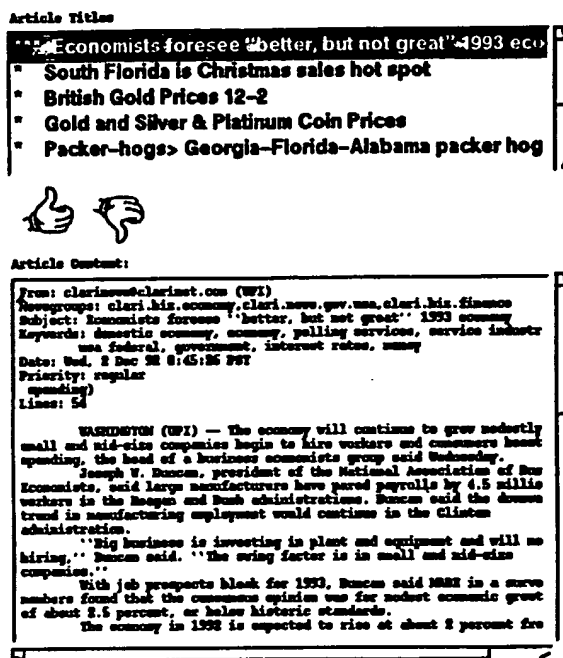 Article Titles
Economists foresee "better, but not great" 1993 eco
* South Florida is Christmas sales hot spot
* British Gold Prices 12-2
* Gold and Silver & Platinum Coin Prices
* Packer-hogs> Georgia-Florida-Alabama packer hog
Article Content:
From: clarinews@clarinet.com (UPI)
Newsgroups: clari.biz.economy,clari.news.gov.usa,clari.biz.finance
Subject: Economists foresee ''better, but not great'' 1993 economy
Keywords: domestic economy, economy, polling services, service industr
usa federal, government, interest rates, money
Date: Wed, 2 Dec 92 8:45:26 PST
Priority: regular
spending)
Lines: 54
WASHINGTON (UPI) — The economy will continue to grow modestly
small and mid-size companies begin to hire workers and consumers boost
spending, the head of a business economists group said Wednesday.
Joseph W. Duncan, president of the National Association of Bus
Economists, said large manufacturers have pared payrolls by 4.5 millio
workers in the Reagan and Bush administrations. Duncan said the downwa
trend in manufacturing employment would continue in the Clinton
administration.
''Big business is investing in plant and equipment and will no
hiring,'' Duncan said. ''The swing factor is in small and mid-size
companies.''
With job prospects bleak for 1993, Duncan said NABE in a surve
members found that the consensus opinion was for modest economic growt
of about 2.5 percent, or below historic standards.
The economy in 1992 is expected to rise at about 2 percent fro